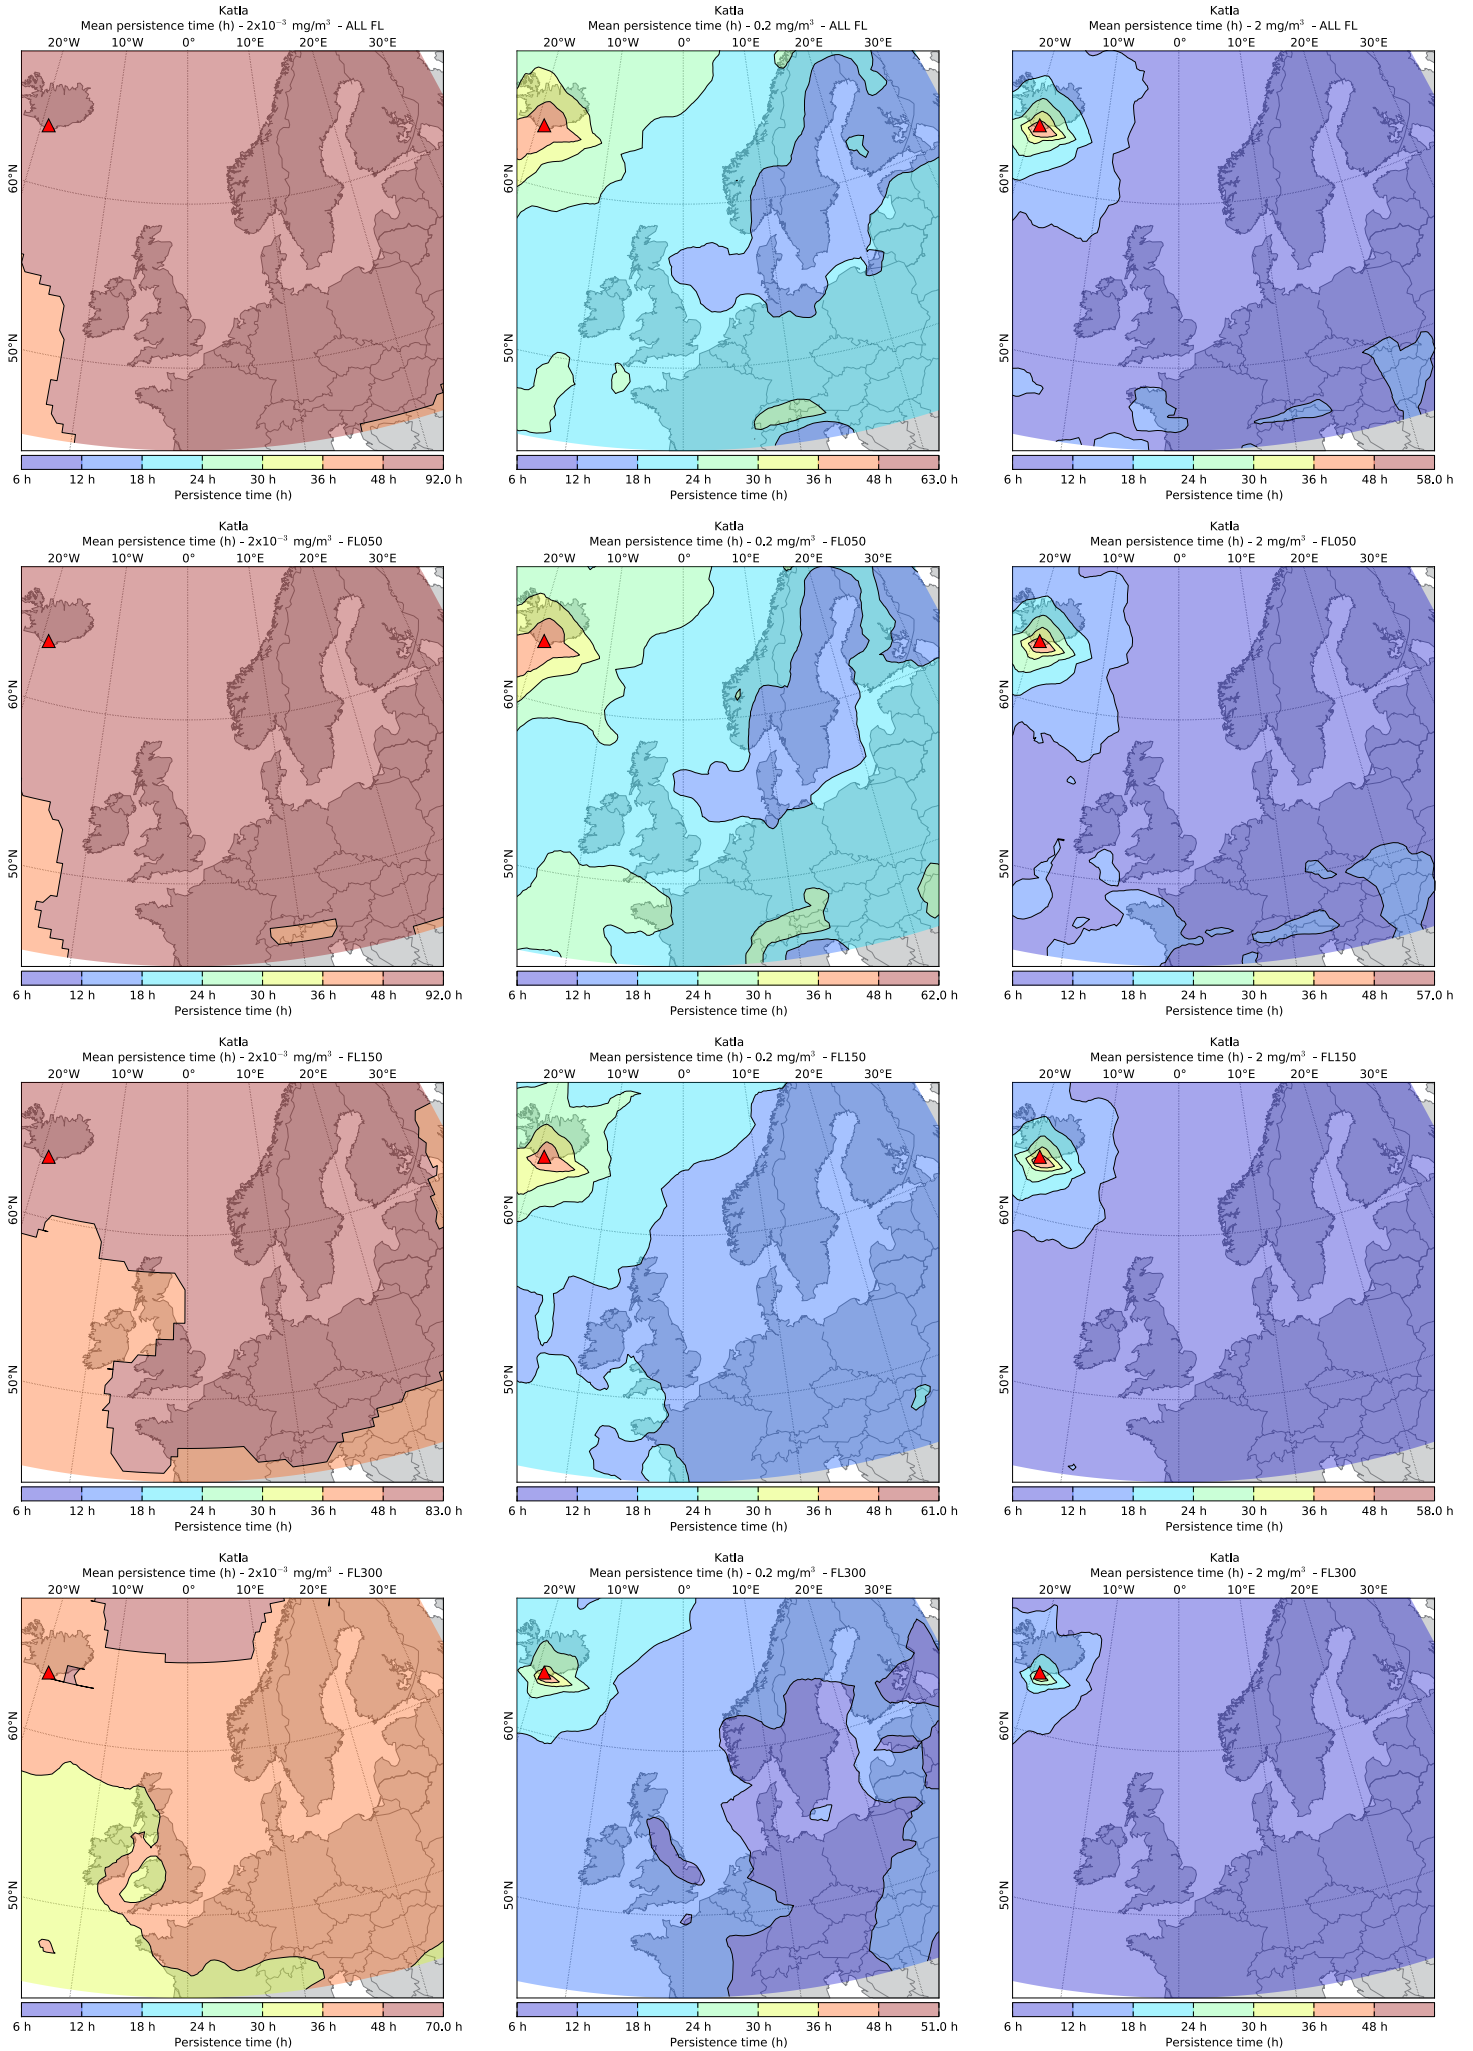 Katla
Mean persistence time (h) - 2x10⁻³ mg/m³ - ALL FL
20°W 10°W 0° 10°E 20°E 30°E
60°N
50°N
6 h 12 h 18 h 24 h 30 h 36 h 48 h 92.0 h
Persistence time (h)
Katla
Mean persistence time (h) - 0.2 mg/m³ - ALL FL
20°W 10°W 0° 10°E 20°E 30°E
60°N
50°N
6 h 12 h 18 h 24 h 30 h 36 h 48 h 63.0 h
Persistence time (h)
Katla
Mean persistence time (h) - 2 mg/m³ - ALL FL
20°W 10°W 0° 10°E 20°E 30°E
60°N
50°N
6 h 12 h 18 h 24 h 30 h 36 h 48 h 58.0 h
Persistence time (h)
Katla
Mean persistence time (h) - 2x10⁻³ mg/m³ - FL050
20°W 10°W 0° 10°E 20°E 30°E
60°N
50°N
6 h 12 h 18 h 24 h 30 h 36 h 48 h 92.0 h
Persistence time (h)
Katla
Mean persistence time (h) - 0.2 mg/m³ - FL050
20°W 10°W 0° 10°E 20°E 30°E
60°N
50°N
6 h 12 h 18 h 24 h 30 h 36 h 48 h 62.0 h
Persistence time (h)
Katla
Mean persistence time (h) - 2 mg/m³ - FL050
20°W 10°W 0° 10°E 20°E 30°E
60°N
50°N
6 h 12 h 18 h 24 h 30 h 36 h 48 h 57.0 h
Persistence time (h)
Katla
Mean persistence time (h) - 2x10⁻³ mg/m³ - FL150
20°W 10°W 0° 10°E 20°E 30°E
60°N
50°N
6 h 12 h 18 h 24 h 30 h 36 h 48 h 83.0 h
Persistence time (h)
Katla
Mean persistence time (h) - 0.2 mg/m³ - FL150
20°W 10°W 0° 10°E 20°E 30°E
60°N
50°N
6 h 12 h 18 h 24 h 30 h 36 h 48 h 61.0 h
Persistence time (h)
Katla
Mean persistence time (h) - 2 mg/m³ - FL150
20°W 10°W 0° 10°E 20°E 30°E
60°N
50°N
6 h 12 h 18 h 24 h 30 h 36 h 48 h 58.0 h
Persistence time (h)
Katla
Mean persistence time (h) - 2x10⁻³ mg/m³ - FL300
20°W 10°W 0° 10°E 20°E 30°E
60°N
50°N
6 h 12 h 18 h 24 h 30 h 36 h 48 h 70.0 h
Persistence time (h)
Katla
Mean persistence time (h) - 0.2 mg/m³ - FL300
20°W 10°W 0° 10°E 20°E 30°E
60°N
50°N
6 h 12 h 18 h 24 h 30 h 36 h 48 h 51.0 h
Persistence time (h)
Katla
Mean persistence time (h) - 2 mg/m³ - FL300
20°W 10°W 0° 10°E 20°E 30°E
60°N
50°N
6 h 12 h 18 h 24 h 30 h 36 h 48 h
Persistence time (h)